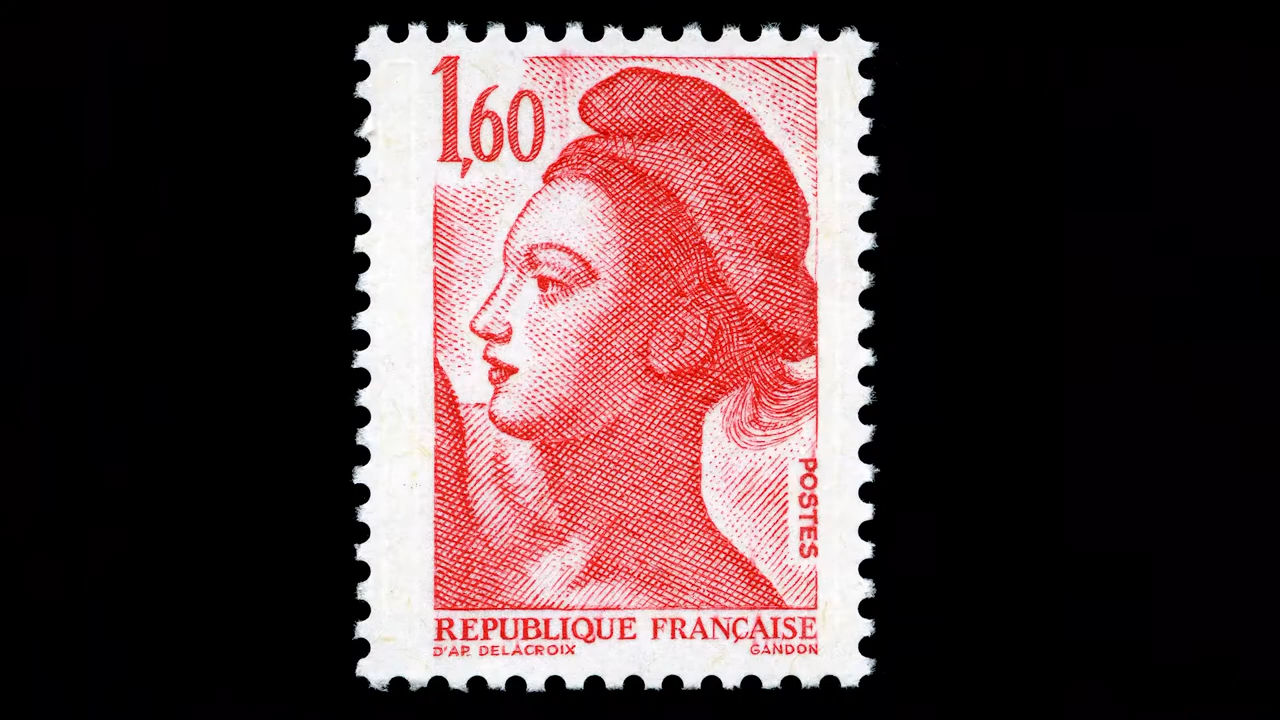 1,60
POSTES
REPUBLIQUE FRANÇAISE
D'AP. DELACROIX
GANDON